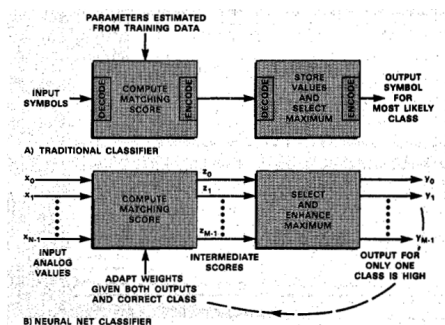 PARAMETERS ESTIMATED
FROM TRAINING DATA
INPUT
SYMBOLS
DECODE
COMPUTE
MATCHING
SCORE
ENCODE
DECODE
STORE
VALUES
AND
SELECT
MAXIMUM
ENCODE
OUTPUT
SYMBOL
FOR
MOST LIKELY
CLASS
A) TRADITIONAL CLASSIFIER
x₀
x₁
xN-1
INPUT
ANALOG
VALUES
COMPUTE
MATCHING
SCORE
z₀
z₁
zM-1
INTERMEDIATE
SCORES
SELECT
AND
ENHANCE
MAXIMUM
y₀
y₁
yM-1
OUTPUT FOR
ONLY ONE
CLASS IS HIGH
ADAPT WEIGHTS
GIVEN BOTH OUTPUTS
AND CORRECT CLASS
B) NEURAL NET CLASSIFIER